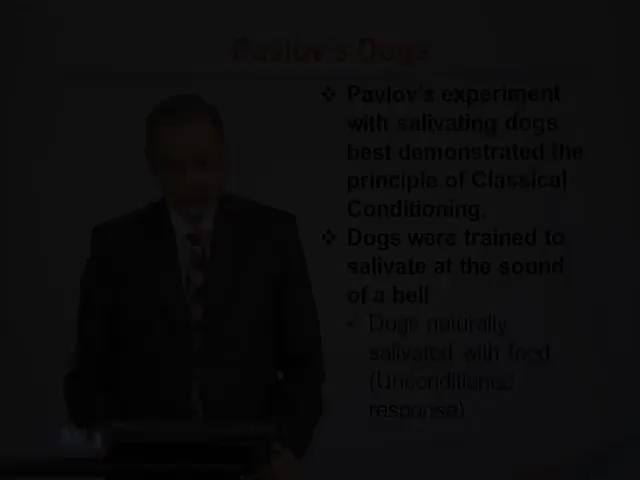 Pavlov's Dogs
❖ Pavlov's experiment
with salivating dogs
best demonstrated the
principle of Classical
Conditioning.
❖ Dogs were trained to
salivate at the sound
of a bell
• Dogs naturally
salivated with food
(Unconditioned
response)